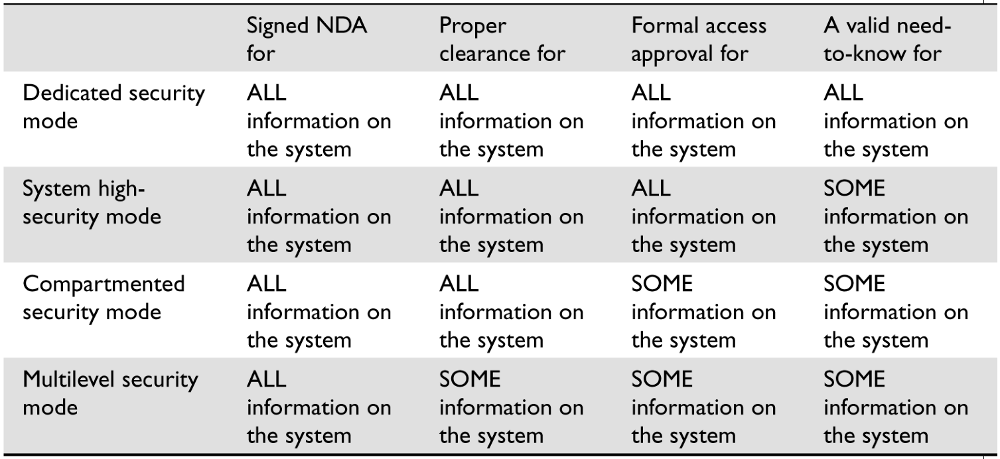 Signed NDA for
Proper clearance for
Formal access approval for
A valid need-to-know for
Dedicated security mode
ALL information on the system
ALL information on the system
ALL information on the system
ALL information on the system
System high-security mode
ALL information on the system
ALL information on the system
ALL information on the system
SOME information on the system
Compartmented security mode
ALL information on the system
ALL information on the system
SOME information on the system
SOME information on the system
Multilevel security mode
ALL information on the system
SOME information on the system
SOME information on the system
SOME information on the system